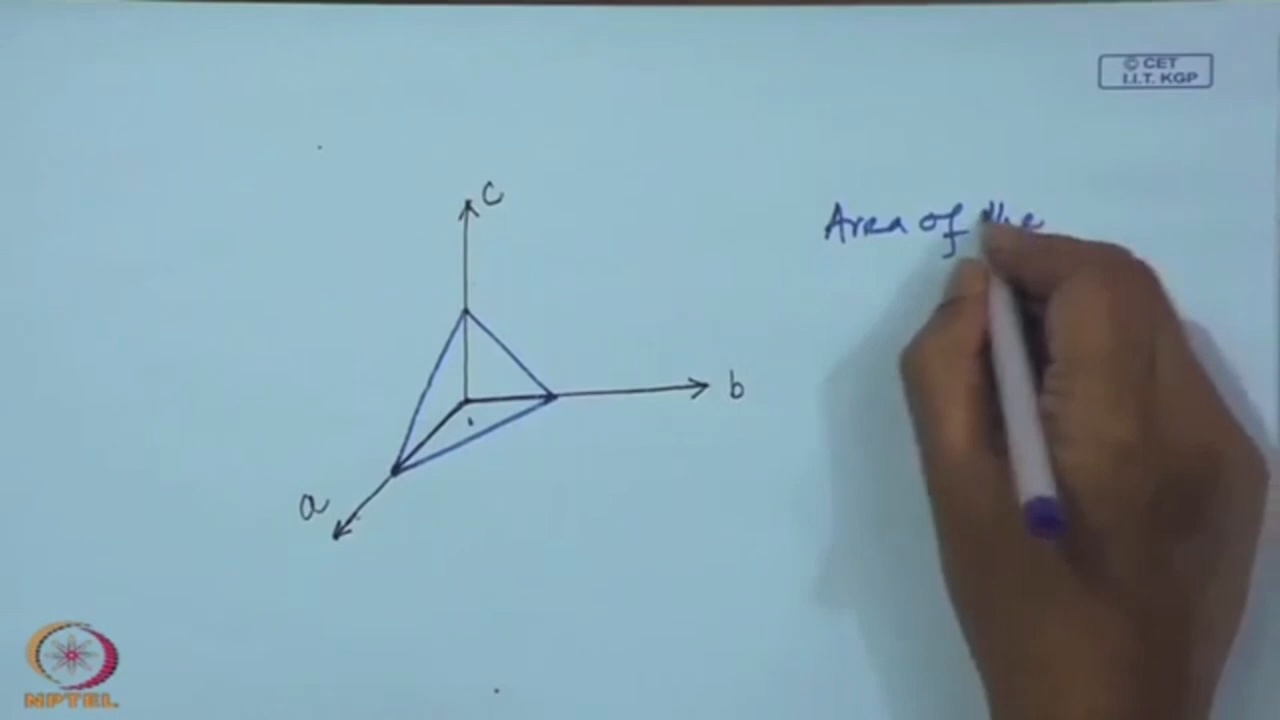 © CET
I.I.T. KGP
c
Area of the
b
a
NPTEL